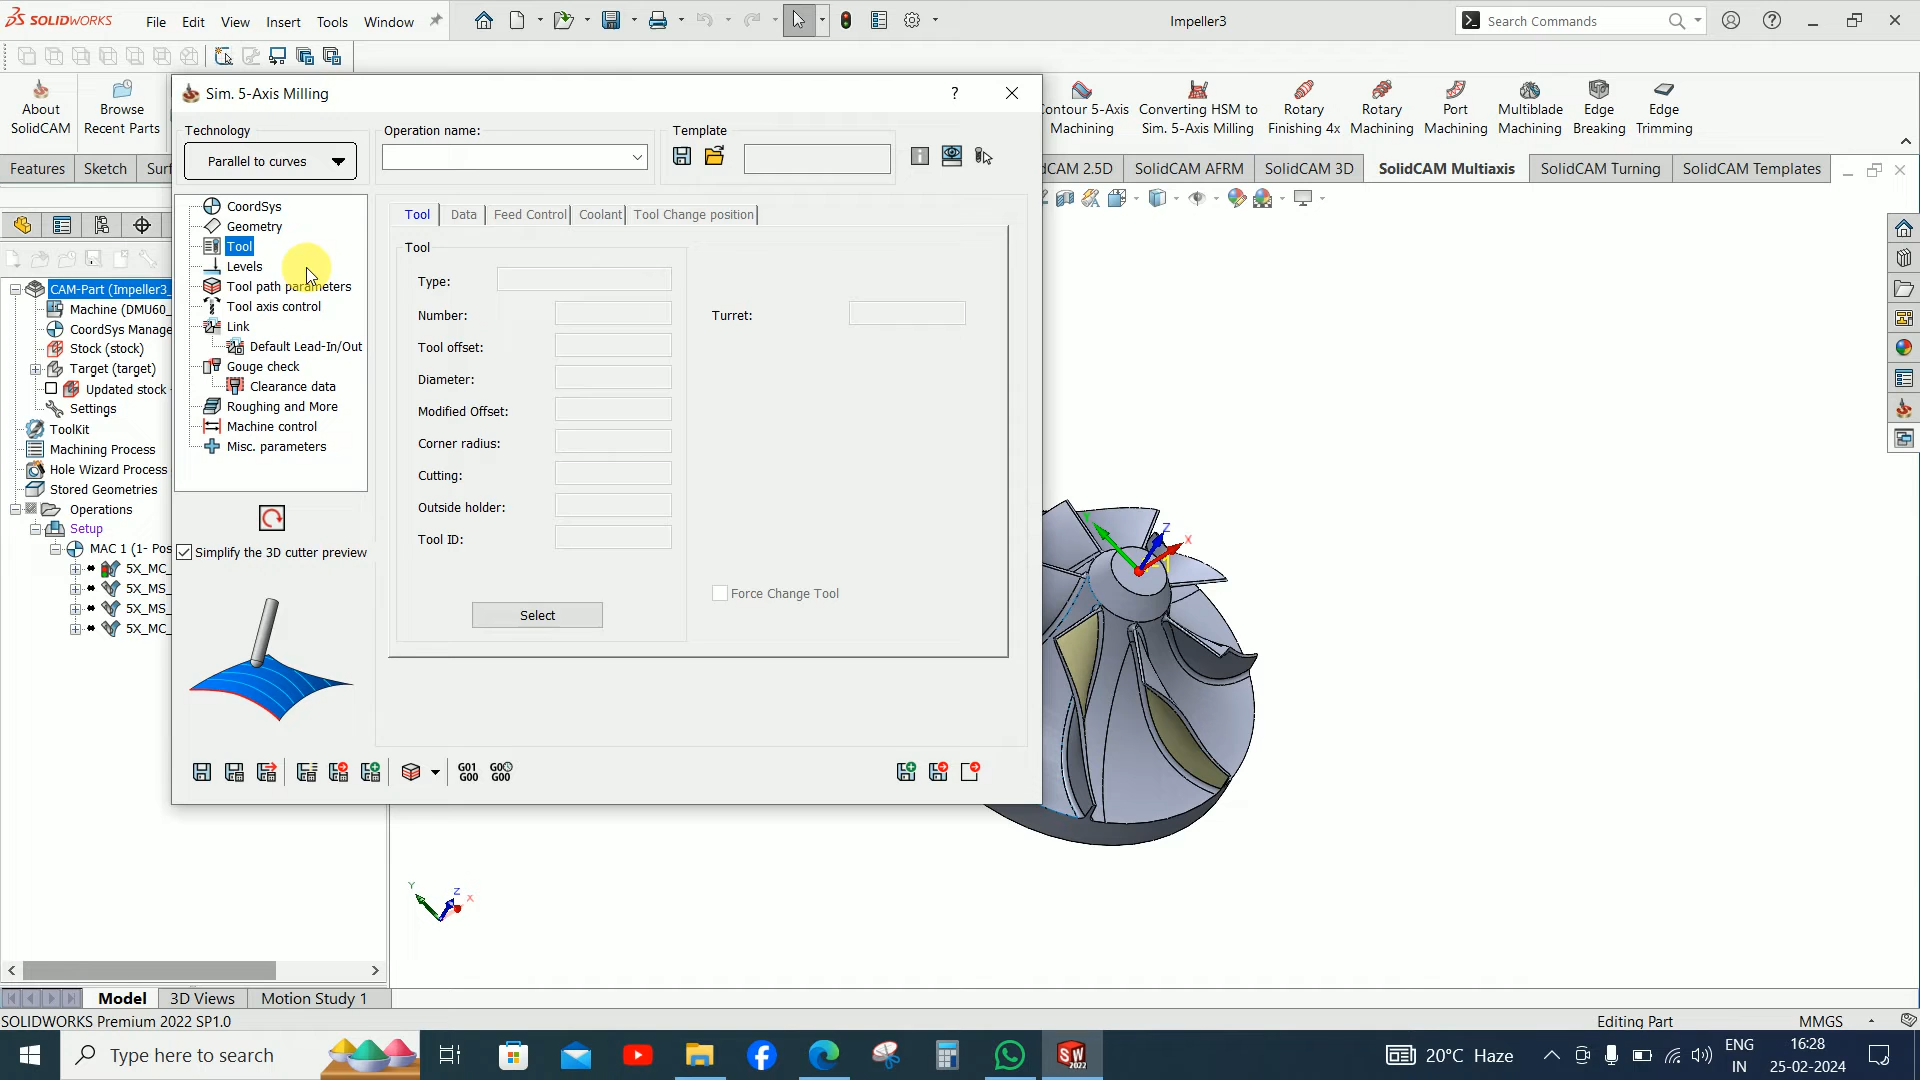 SOLIDWORKS File Edit View Insert Tools Window Impeller3 Search Commands
About SolidCAM
Browse Recent Parts
Contour 5-Axis Machining
Converting HSM to Sim. 5-Axis Milling
Rotary Finishing 4x
Rotary Machining
Port Machining
Multiblade Machining
Edge Breaking
Edge Trimming
Features Sketch Surf
CAM 2.5D SolidCAM AFRM SolidCAM 3D SolidCAM Multiaxis SolidCAM Turning SolidCAM Templates
Sim. 5-Axis Milling ?
Technology
Parallel to curves
Operation name:
Template
CoordSys
Geometry
Tool
Levels
Tool path parameters
Tool axis control
Link
Default Lead-In/Out
Gouge check
Clearance data
Roughing and More
Machine control
Misc. parameters
Simplify the 3D cutter preview
Tool Data Feed Control Coolant Tool Change position
Tool
Type:
Number:
Turret:
Tool offset:
Diameter:
Modified Offset:
Corner radius:
Cutting:
Outside holder:
Tool ID:
Force Change Tool
Select
G01 G00
G00 G00
CAM-Part (Impeller3_
Machine (DMU60_
CoordSys Manage
Stock (stock)
Target (target)
Updated stock
Settings
ToolKit
Machining Process
Hole Wizard Process
Stored Geometries
Operations
Setup
MAC 1 (1- Pos
5X_MC_
5X_MS_
5X_MS_
5X_MC_
Y Z X
Y Z X
Model 3D Views Motion Study 1
SOLIDWORKS Premium 2022 SP1.0 Editing Part MMGS
Type here to search
SW 2022
20°C Haze
ENG IN
16:28
25-02-2024